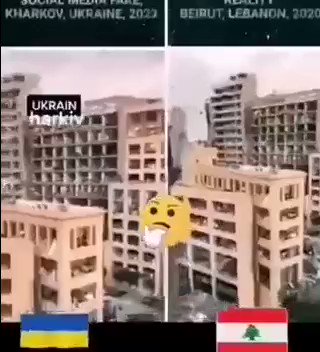 SOCIAL MEDIA FAKE,
KHARKOV, UKRAINE, 2022
REALITY
BEIRUT, LEBANON, 2020
UKRAIN
harkiv